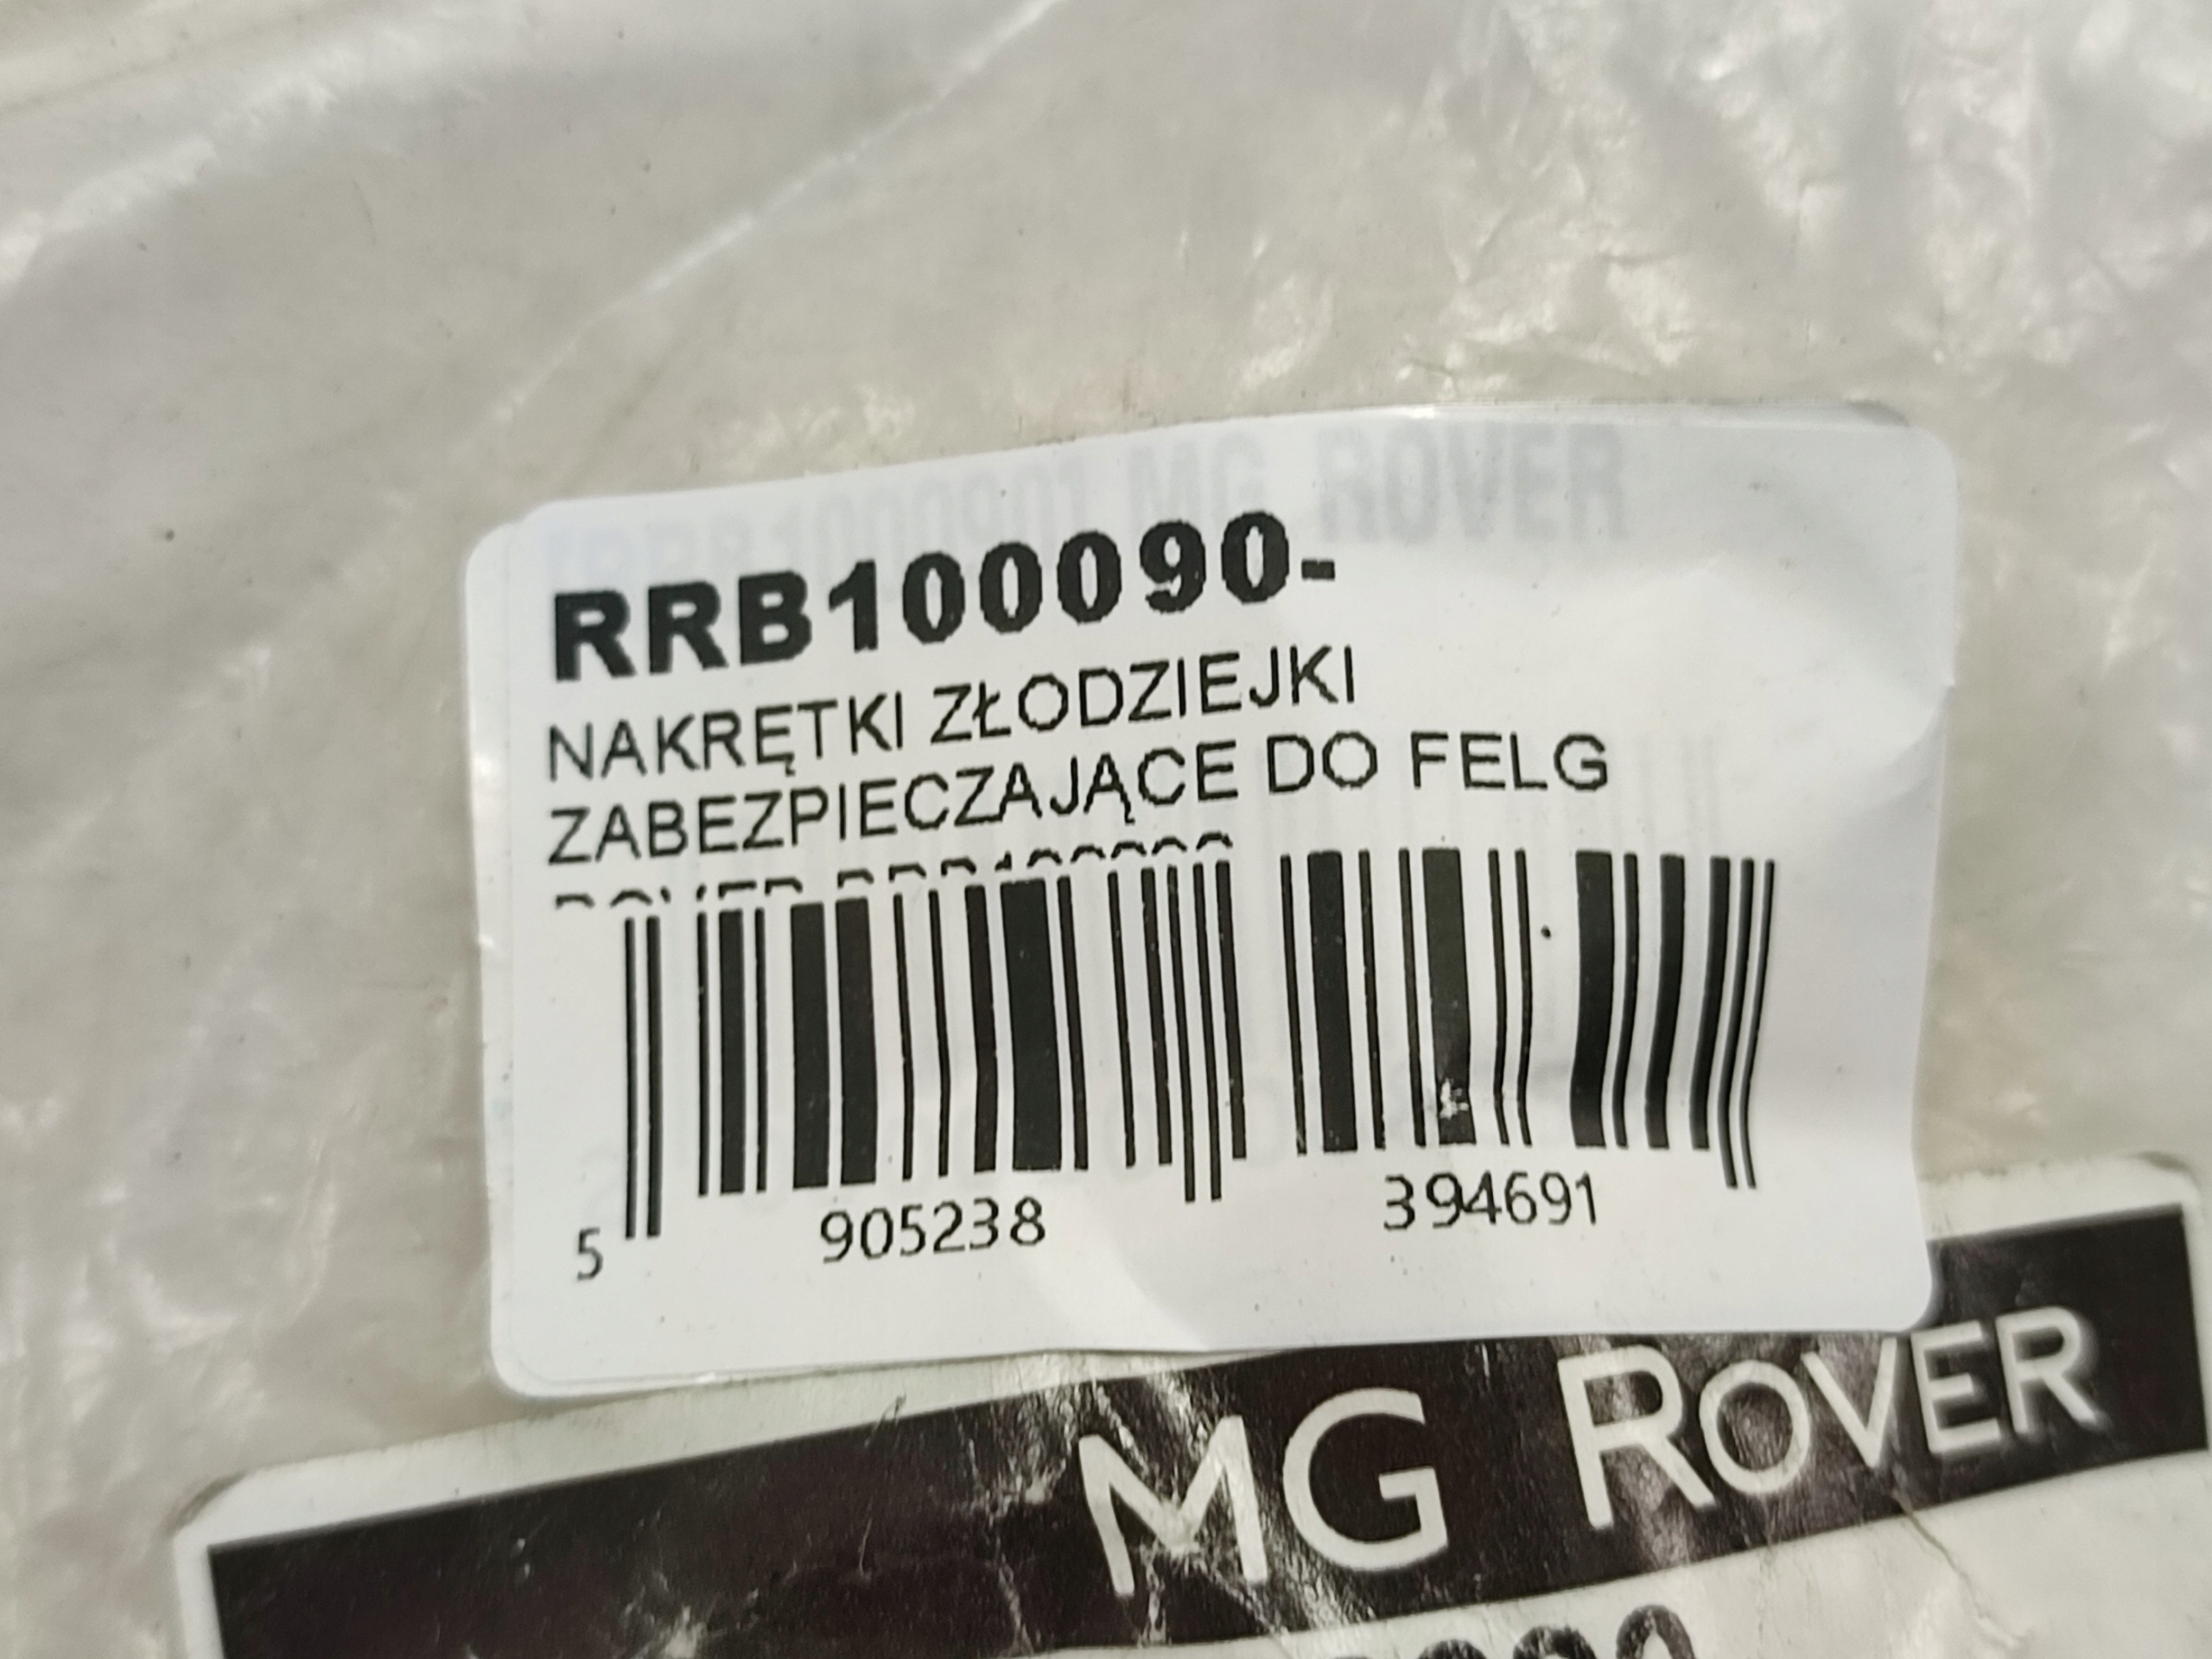 RRB100090-
NAKRĘTKI ZŁODZIEJKI
ZABEZPIECZAJĄCE DO FELG
5 905238 394691
MG ROVER